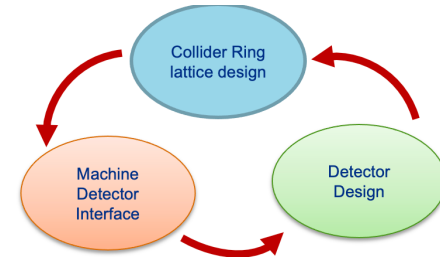 Collider Ring
lattice design
Machine
Detector
Interface
Detector
Design